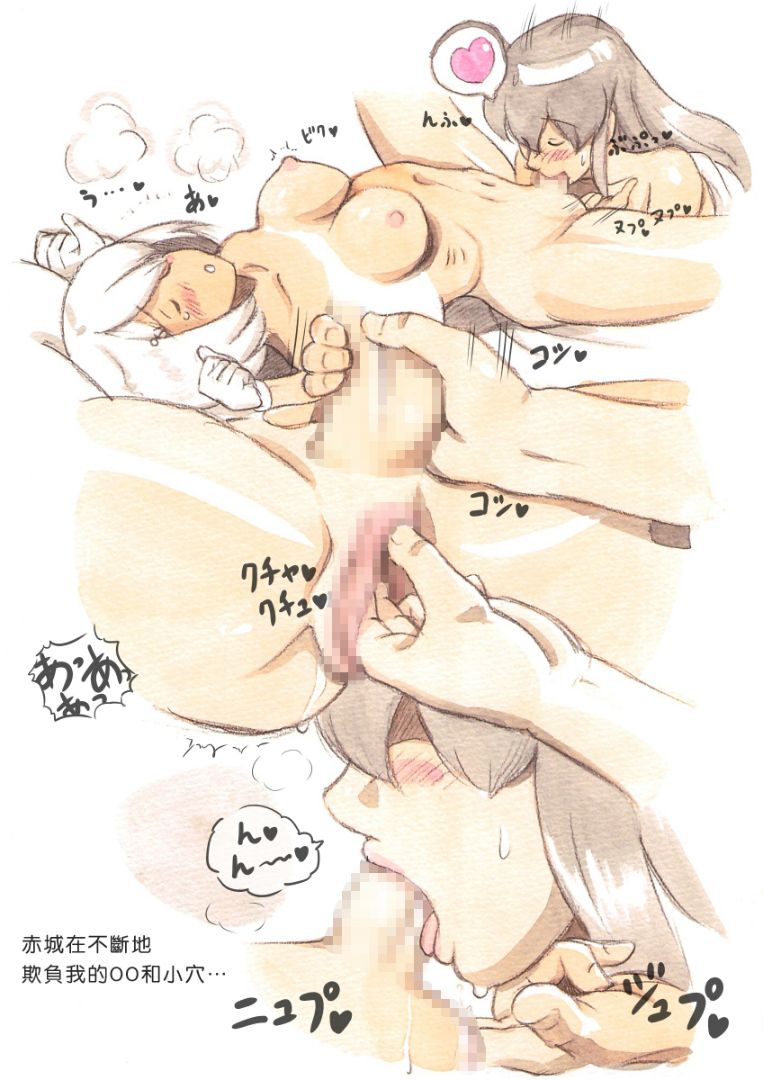 んふ♥
ぶぷっ♥
ビク♥
う…♥
あ♥
ヌプ♥ヌプ♥
コツ♥
コツ♥
クチャ♥
クチュ♥
あっあっ
あっ
ん♥
ん〜〜♥
赤城在不斷地
欺負我的OO和小穴…
ニュプ♥
ジュプ♥